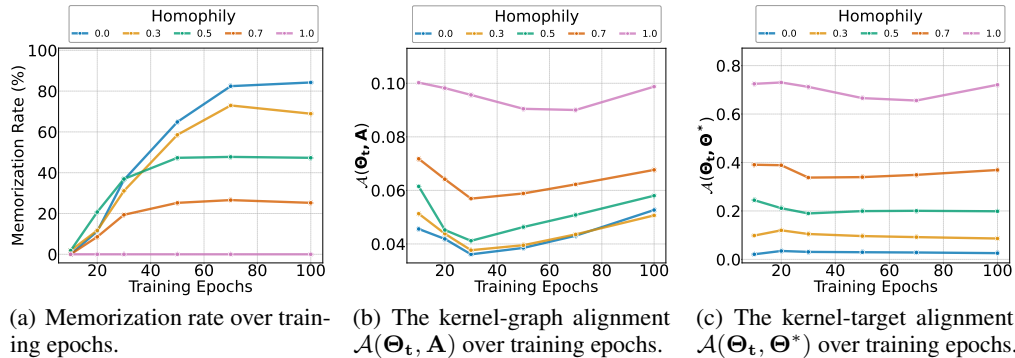 Homophily
0.0 0.3 0.5 0.7 1.0
100
80
60
40
20
0
Memorization Rate (%)
20 40 60 80 100
Training Epochs
(a) Memorization rate over train-
ing epochs.
Homophily
0.0 0.3 0.5 0.7 1.0
0.10
0.08
0.06
0.04
𝒜(Θt, A)
20 40 60 80 100
Training Epochs
(b) The kernel-graph alignment
𝒜(Θt, A) over training epochs.
Homophily
0.0 0.3 0.5 0.7 1.0
0.8
0.6
0.4
0.2
0.0
𝒜(Θt, Θ*)
20 40 60 80 100
Training Epochs
(c) The kernel-target alignment
𝒜(Θt, Θ*) over training epochs.